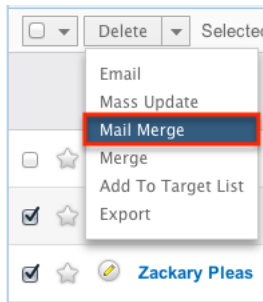 Delete Selected
Email
Mass Update
Mail Merge
Merge
Add To Target List
Export
Zackary Pleas